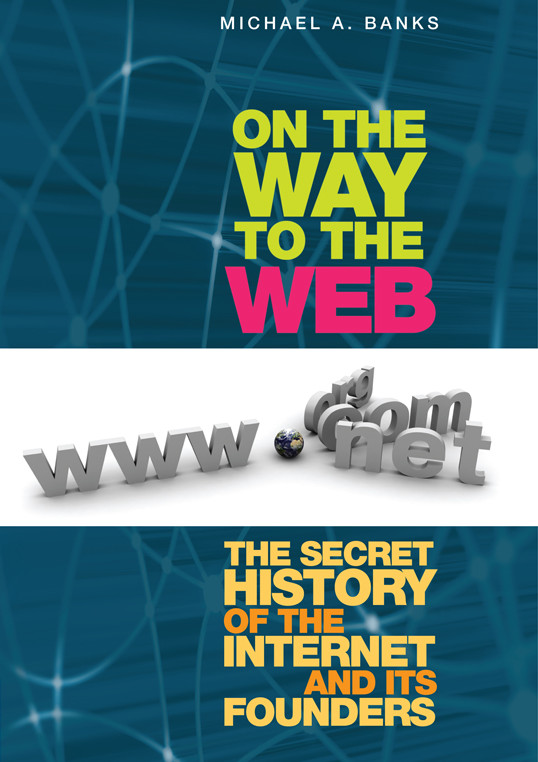 MICHAEL A. BANKS
ON THE
WAY
TO THE
WEB
www
org
com
net
THE SECRET
HISTORY
OF THE
INTERNET
AND ITS
FOUNDERS